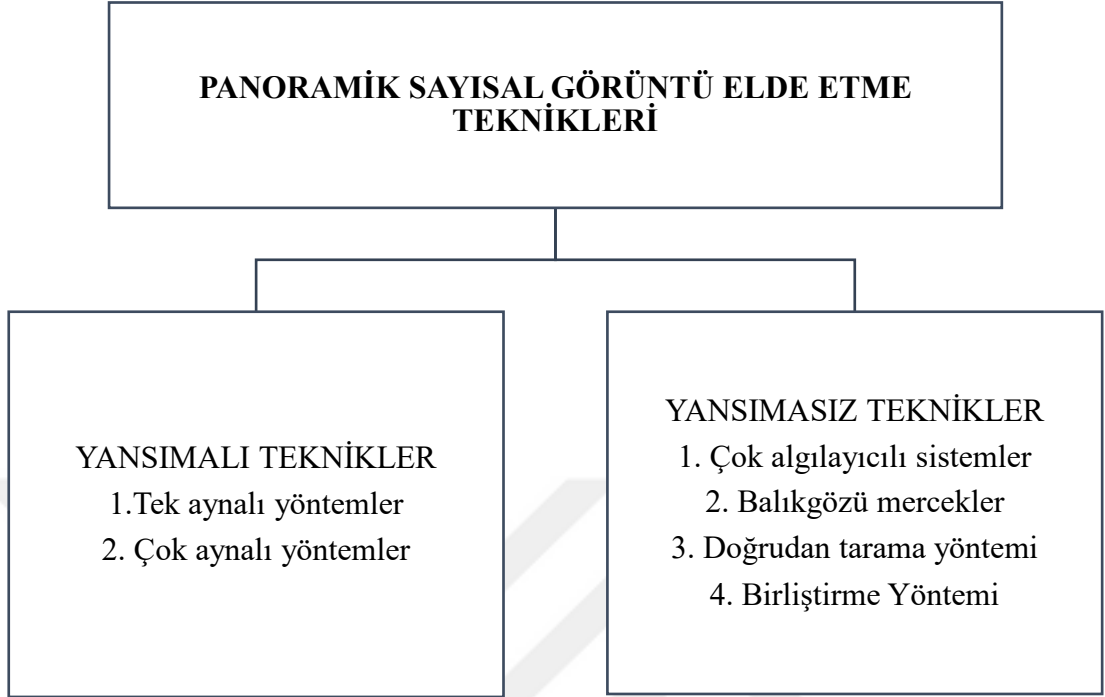 PANORAMİK SAYISAL GÖRÜNTÜ ELDE ETME
TEKNİKLERİ
YANSIMALI TEKNİKLER
1.Tek aynalı yöntemler
2. Çok aynalı yöntemler
YANSIMASIZ TEKNİKLER
1. Çok algılayıcılı sistemler
2. Balıkgözü mercekler
3. Doğrudan tarama yöntemi
4. Birliştirme Yöntemi